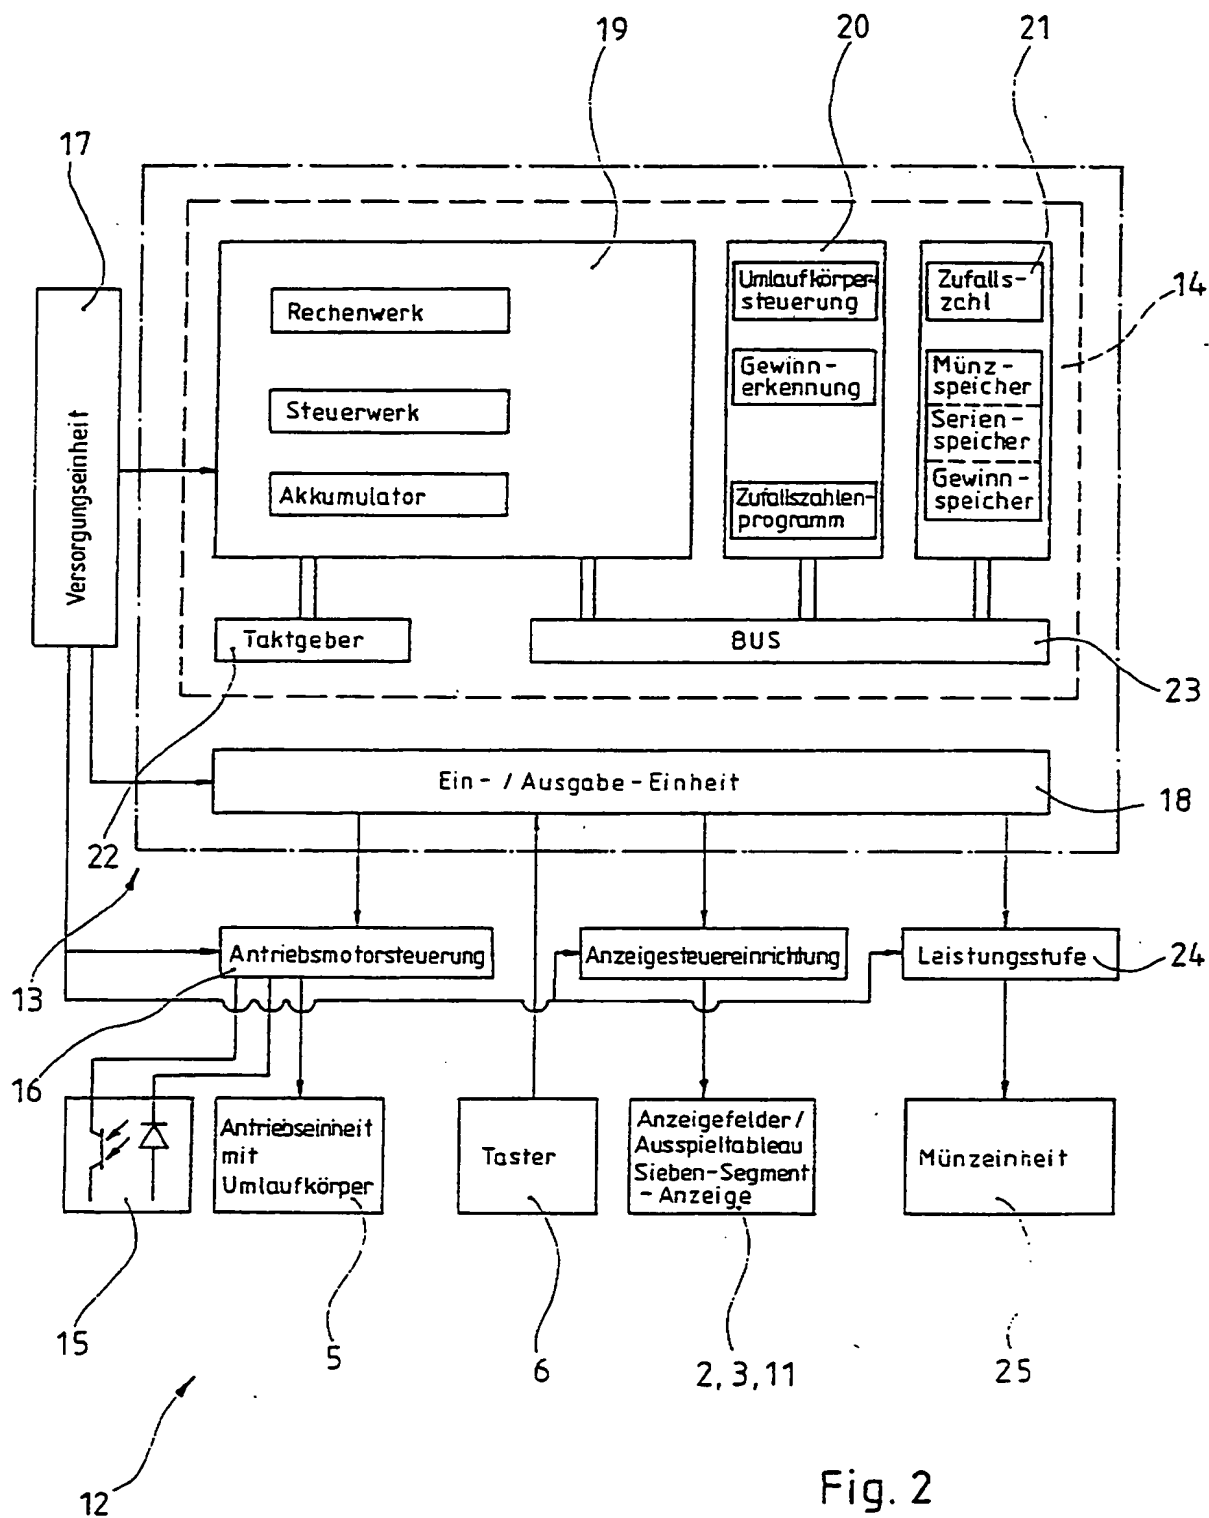 19
20
21
17
14
Umlaufkörper-
steuerung
Zufalls-
zahl
Rechenwerk
Gewinn-
erkennung
Münz-
speicher
Steuerwerk
Serien-
speicher
Versorgungseinheit
Akkumulator
Zufallszahlen-
programm
Gewinn-
speicher
Taktgeber
BUS
23
Ein- / Ausgabe - Einheit
18
22
13
Antriebsmotorsteuerung
Anzeigesteuereinrichtung
Leistungsstufe
24
16
Antriebseinheit
mit
Umlaufkörper
Taster
Anzeigefelder/
Ausspieltableau
Sieben-Segment
-Anzeige
Münzeinheit
15
5
6
2, 3, 11
25
12
Fig. 2